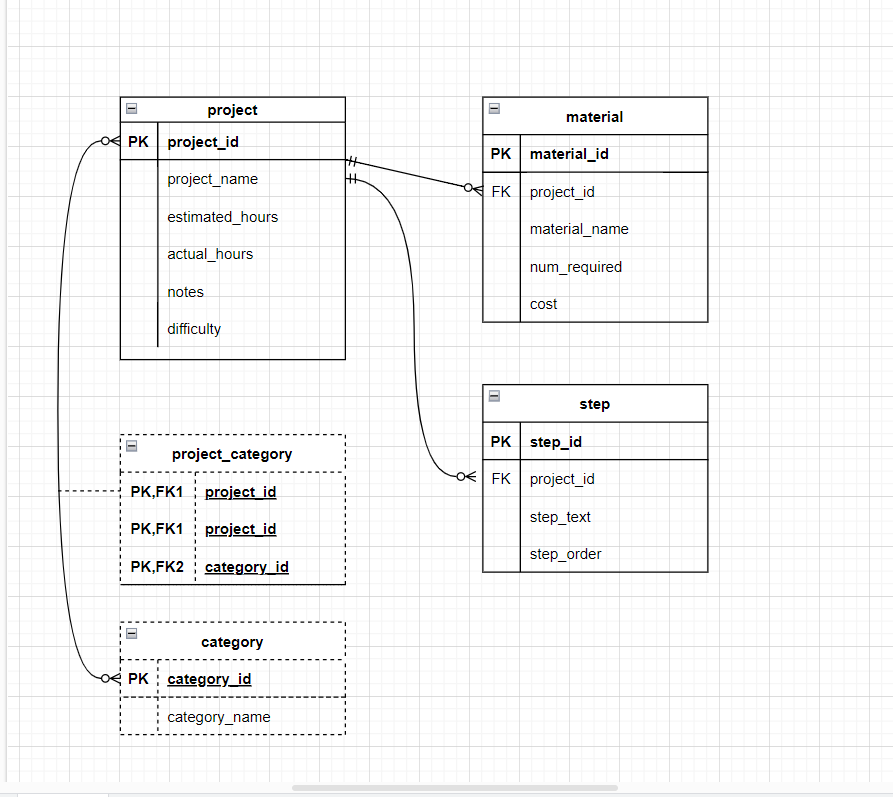 project
PK project_id
project_name
estimated_hours
actual_hours
notes
difficulty
material
PK material_id
FK project_id
material_name
num_required
cost
step
PK step_id
FK project_id
step_text
step_order
project_category
PK,FK1 project_id
PK,FK1 project_id
PK,FK2 category_id
category
PK category_id
category_name